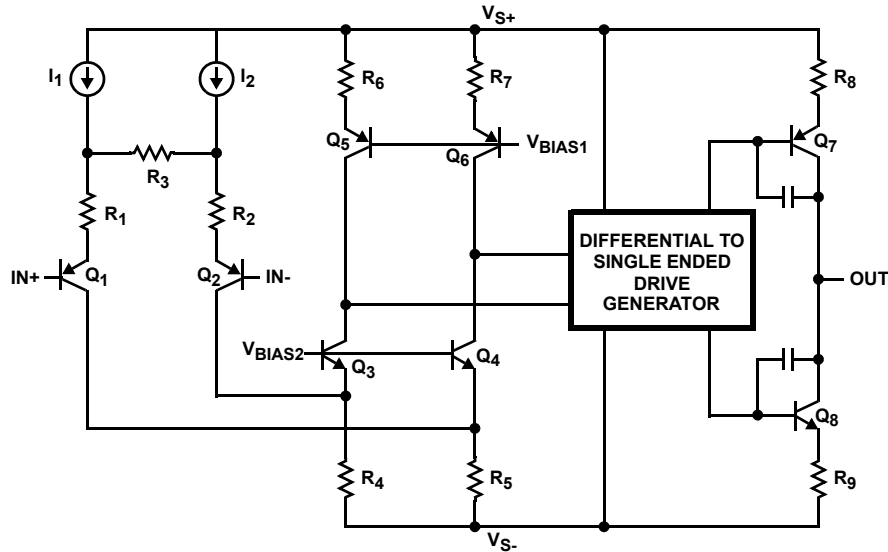 VS+
I1
I2
R6
R7
R8
Q5
Q6
VBIAS1
Q7
R3
R1
R2
DIFFERENTIAL TO
SINGLE ENDED
DRIVE
GENERATOR
IN+
Q1
Q2
IN-
OUT
VBIAS2
Q3
Q4
Q8
R4
R5
R9
VS-